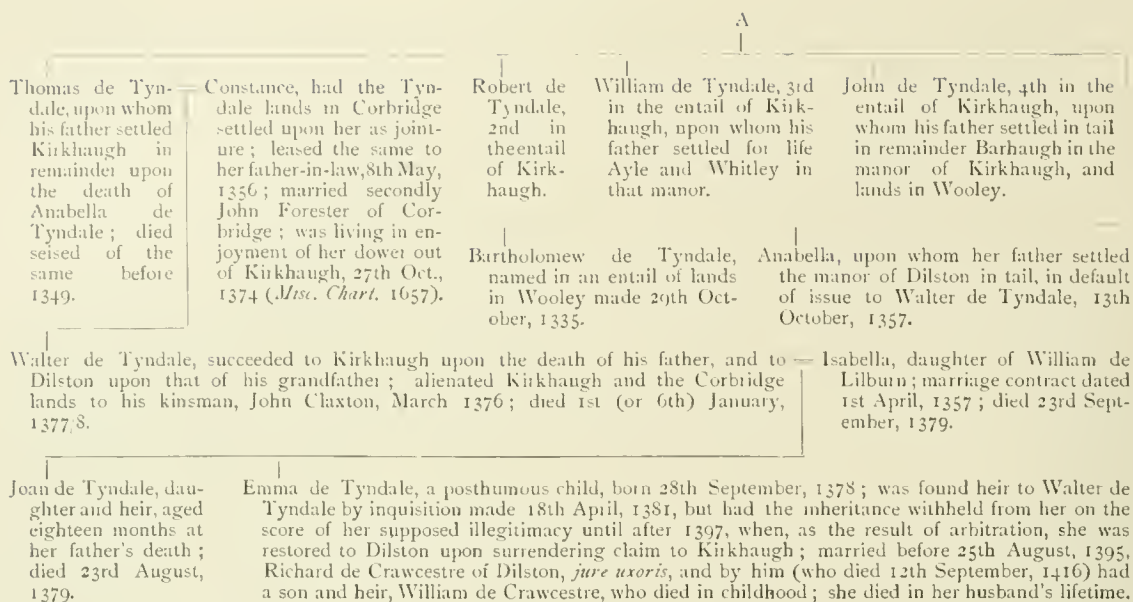 A
Thomas de Tyn-
dale, upon whom
his father settled
Kirkhaugh in
remainder upon
the death of
Anabella de
Tyndale ; died
seised of the
same before
1349.
Constance, had the Tyn-
dale lands in Corbridge
settled upon her as joint-
ure ; leased the same to
her father-in-law, 8th May,
1356 ; married secondly
John Forester of Cor-
bridge ; was living in en-
joyment of her dower out
of Kirkhaugh, 27th Oct.,
1374 (Misc. Chart. 1657).
Robert de
Tyndale,
2nd in
theentail
of Kirk-
haugh.
William de Tyndale, 3rd
in the entail of Kirk-
haugh, upon whom his
father settled for life
Ayle and Whitley in
that manor.
John de Tyndale, 4th in the
entail of Kirkhaugh, upon
whom his father settled in tail
in remainder Barhaugh in the
manor of Kirkhaugh, and
lands in Wooley.
Bartholomew de Tyndale,
named in an entail of lands
in Wooley made 29th Oct-
ober, 1335.
Anabella, upon whom her father settled
the manor of Dilston in tail, in default
of issue to Walter de Tyndale, 13th
October, 1357.
Walter de Tyndale, succeeded to Kirkhaugh upon the death of his father, and to
Dilston upon that of his grandfather ; alienated Kirkhaugh and the Corbridge
lands to his kinsman, John Claxton, March 1376 ; died 1st (or 6th) January,
1377/8.
= Isabella, daughter of William de
Lilburn ; marriage contract dated
1st April, 1357 ; died 23rd Sept-
ember, 1379.
Joan de Tyndale, dau-
ghter and heir, aged
eighteen months at
her father's death ;
died 23rd August,
1379.
Emma de Tyndale, a posthumous child, born 28th September, 1378 ; was found heir to Walter de
Tyndale by inquisition made 18th April, 1381, but had the inheritance withheld from her on the
score of her supposed illegitimacy until after 1397, when, as the result of arbitration, she was
restored to Dilston upon surrendering claim to Kirkhaugh ; married before 25th August, 1395,
Richard de Crawcestre of Dilston, jure uxoris, and by him (who died 12th September, 1416) had
a son and heir, William de Crawcestre, who died in childhood ; she died in her husband's lifetime.